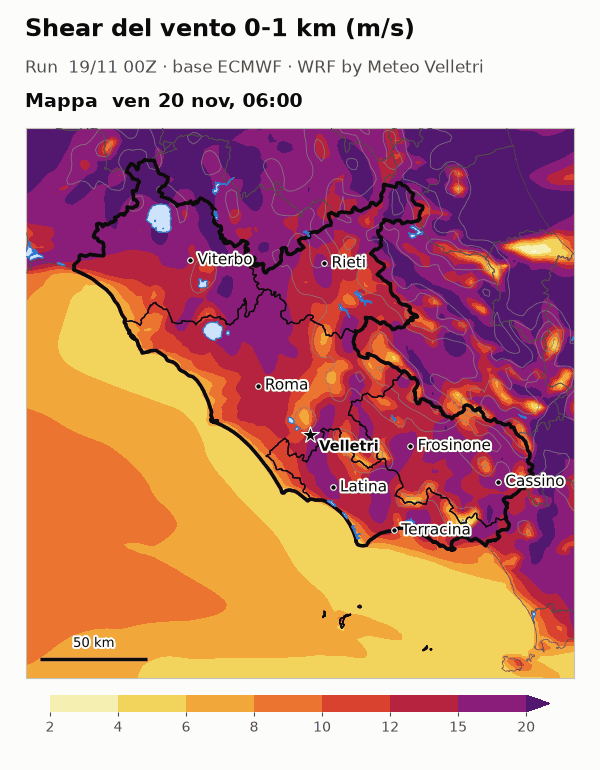 Shear del vento 0-1 km (m/s)
Run  19/11 00Z · base ECMWF · WRF by Meteo Velletri
Mappa  ven 20 nov, 06:00
Viterbo
Rieti
Roma
Velletri
Frosinone
Latina
Cassino
Terracina
50 km
2 4 6 8 10 12 15 20